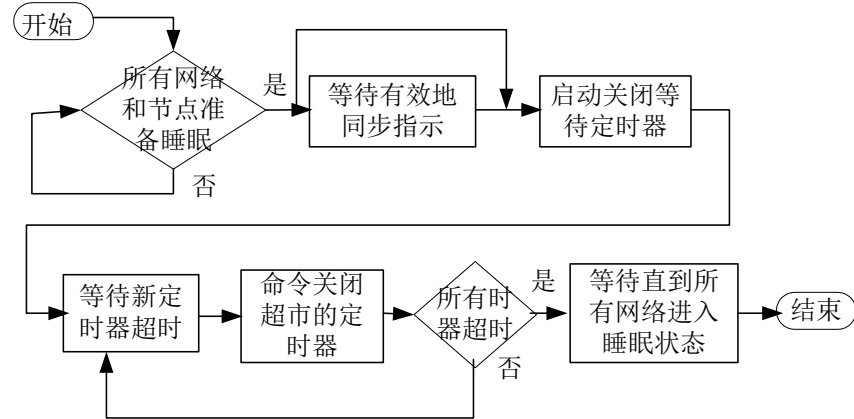 开始
所有网络
和节点准
备睡眠
是
否
等待有效地
同步指示
启动关闭等
待定时器
等待新定
时器超时
命令关闭
超市的定
时器
所有时
器超时
是
否
等待直到所
有网络进入
睡眠状态
结束